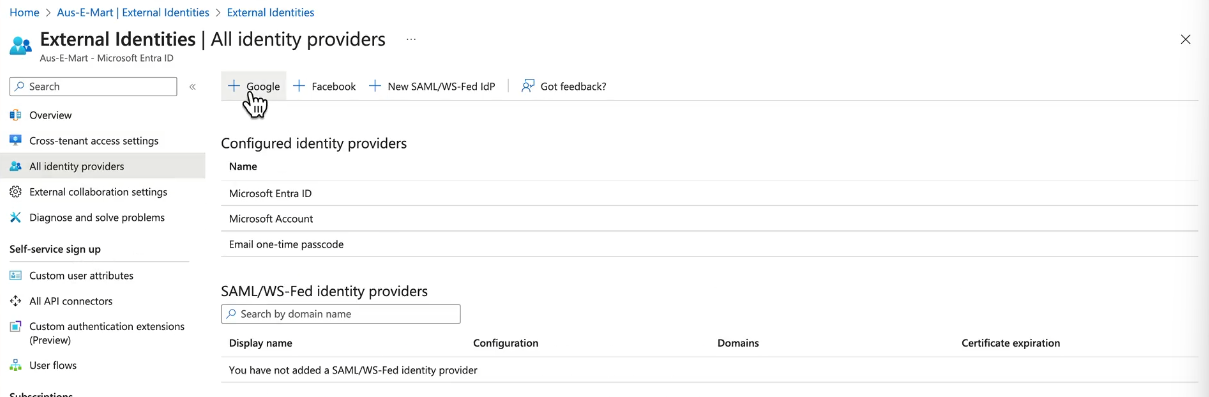 Home > Aus-E-Mart | External Identities > External Identities
External Identities | All identity providers ...
Aus-E-Mart - Microsoft Entra ID
Search «
+ Google + Facebook + New SAML/WS-Fed IdP | Got feedback?
Overview
Cross-tenant access settings
All identity providers
External collaboration settings
Diagnose and solve problems
Self-service sign up
Custom user attributes
All API connectors
Custom authentication extensions
(Preview)
User flows
Subscriptions
Configured identity providers
Name
Microsoft Entra ID
Microsoft Account
Email one-time passcode
SAML/WS-Fed identity providers
Search by domain name
Display name Configuration Domains Certificate expiration
You have not added a SAML/WS-Fed identity provider